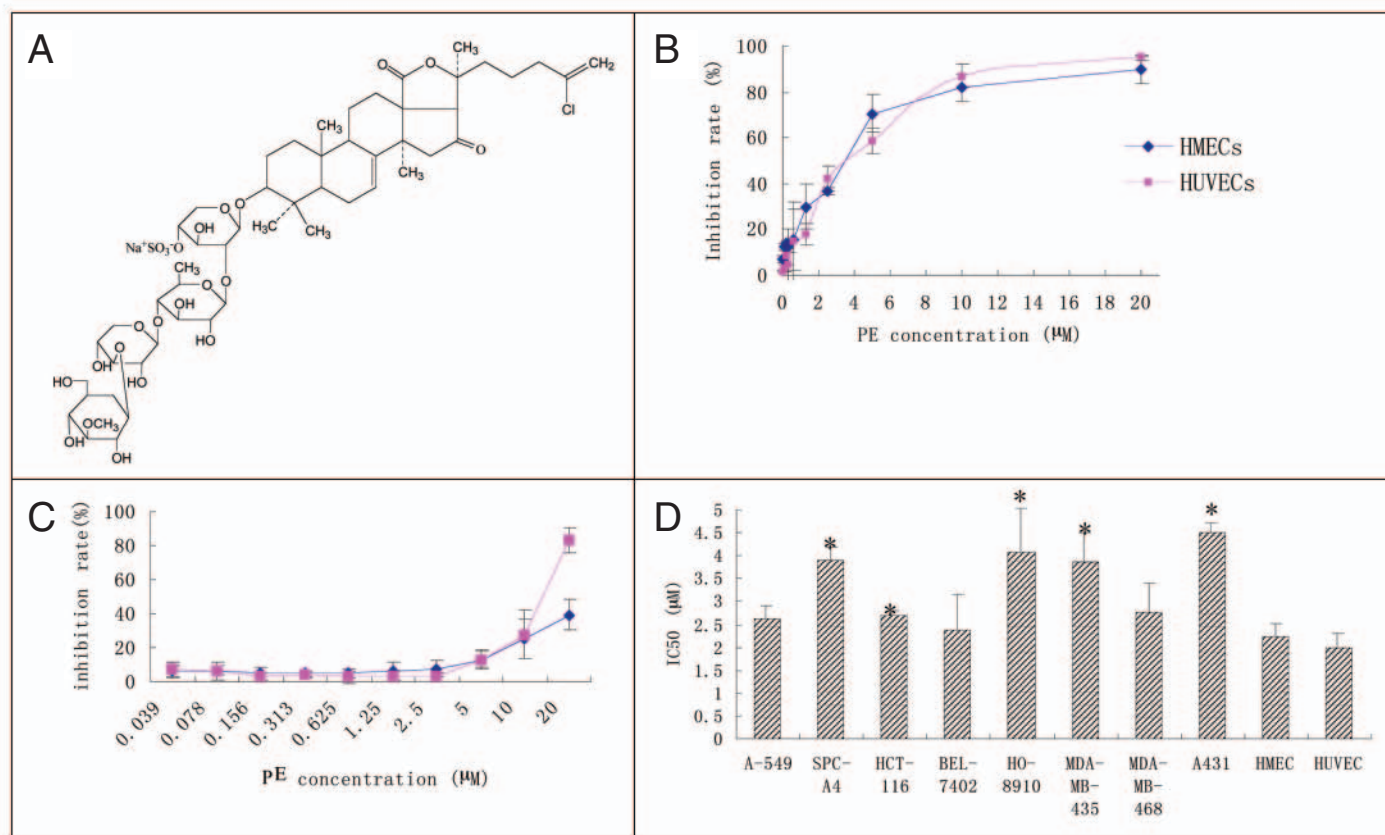 A
CH₃
O
O
CH₂
Cl
CH₃
O
CH₃
O
O
H₃C
CH₃
OH
Na⁺SO₃⁻O
O
CH₃
O
O
OH
O
O
OH
O
O
OH
OH
HO
HO
OCH₃
OH
OH
B
Inhibition rate (%)
100
80
60
40
20
0
0 2 4 6 8 10 12 14 16 18 20
PE concentration (μM)
HMECs
HUVECs
C
inhibition rate(%)
100
80
60
40
20
0
0.039 0.078 0.156 0.313 0.625 1.25 2.5 5 10 20
PE concentration (μM)
D
IC50 (μM)
5
4.5
4
3.5
3
2.5
2
1.5
1
0.5
0
* * * * *
A-549 SPC-A4 HCT-116 BEL-7402 HO-8910 MDA-MB-435 MDA-MB-468 A431 HMEC HUVEC